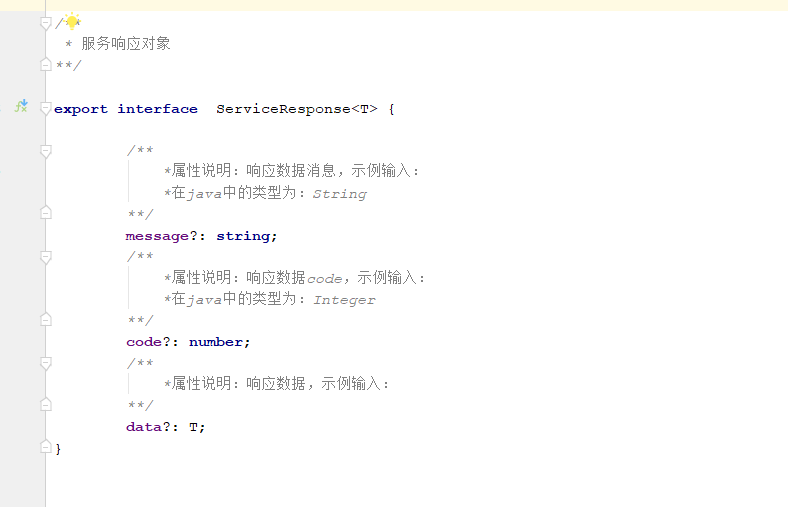 /**
* 服务响应对象
**/
export interface  ServiceResponse<T> {
/**
*属性说明：响应数据消息，示例输入：
*在java中的类型为：String
**/
message?: string;
/**
*属性说明：响应数据code，示例输入：
*在java中的类型为：Integer
**/
code?: number;
/**
*属性说明：响应数据，示例输入：
**/
data?: T;
}